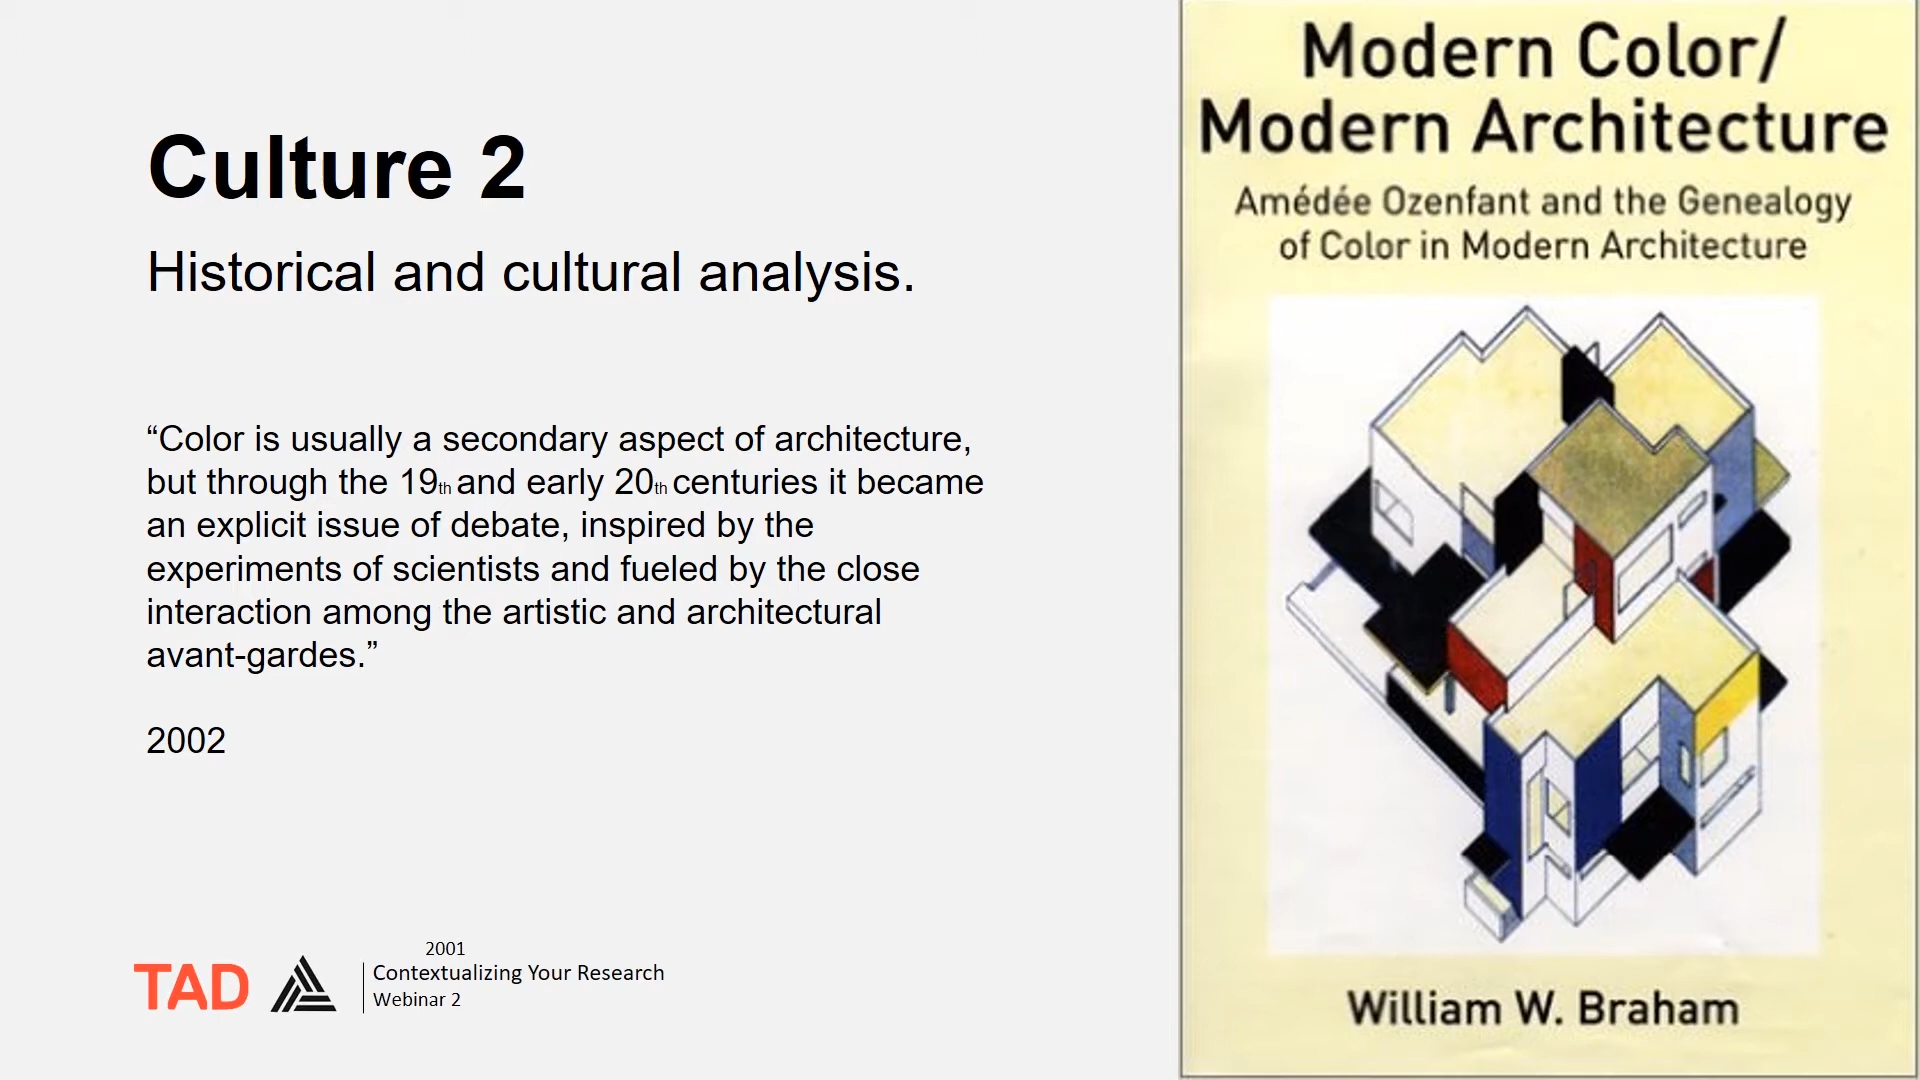 Culture 2
Historical and cultural analysis.
“Color is usually a secondary aspect of architecture,
but through the 19th and early 20th centuries it became
an explicit issue of debate, inspired by the
experiments of scientists and fueled by the close
interaction among the artistic and architectural
avant-gardes.”
2002
TAD
2001
Contextualizing Your Research
Webinar 2
Modern Color/
Modern Architecture
Amédée Ozenfant and the Genealogy
of Color in Modern Architecture
William W. Braham